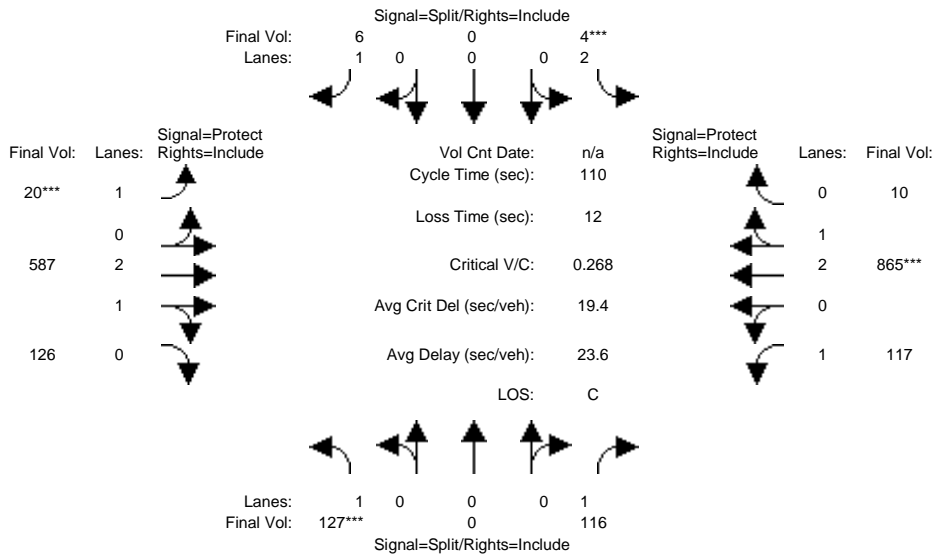 Signal=Split/Rights=Include
Final Vol: 6 0 4***
Lanes: 1 0 0 0 2
Signal=Protect
Final Vol: Lanes: Rights=Include Vol Cnt Date: n/a Signal=Protect
Rights=Include Lanes: Final Vol:
Cycle Time (sec): 110
20*** 1 0 10
Loss Time (sec): 12
0 1
587 2 Critical V/C: 0.268 2 865***
1 Avg Crit Del (sec/veh): 19.4 0
126 0 Avg Delay (sec/veh): 23.6 1 117
LOS: C
Lanes: 1 0 0 0 1
Final Vol: 127*** 0 116
Signal=Split/Rights=Include